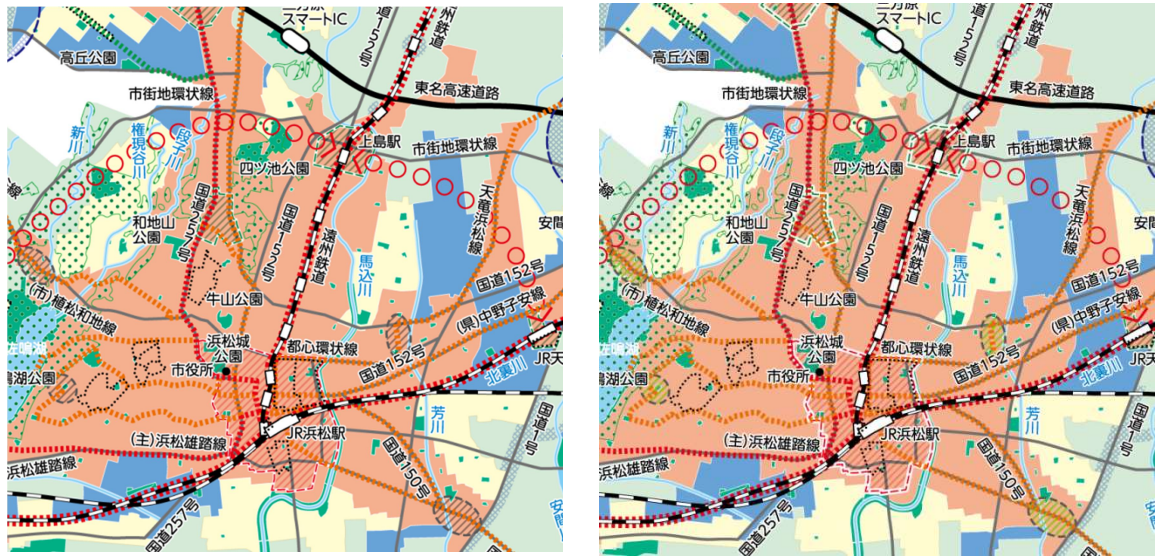 三方原
スマートIC
国道152号
遠州鉄道
高丘公園
市街地環状線
東名高速道路
新川
権現谷川
段子川
上島駅
市街地環状線
四ツ池公園
国道257号
国道152号
天竜浜松線
安間
和地山
公園
遠州鉄道
馬込川
国道152号
牛山公園
(市)植松和地線
(県)中野子安線
浜松城
公園
都心環状線
国道152号
佐鳴湖
JR天
市役所
北裏川
鳴湖公園
芳川
国道1号
JR浜松駅
(主)浜松雄踏線
浜松雄踏線
国道150号
国道257号
安間
三方原
スマートIC
国道152号
遠州鉄道
高丘公園
市街地環状線
東名高速道路
新川
権現谷川
段子川
上島駅
市街地環状線
四ツ池公園
国道257号
国道152号
天竜浜松線
安間
和地山
公園
遠州鉄道
馬込川
国道152号
牛山公園
(市)植松和地線
(県)中野子安線
浜松城
公園
都心環状線
国道152号
佐鳴湖
JR天
市役所
北裏川
鳴湖公園
芳川
国道1号
JR浜松駅
(主)浜松雄踏線
浜松雄踏線
国道150号
国道257号
安間